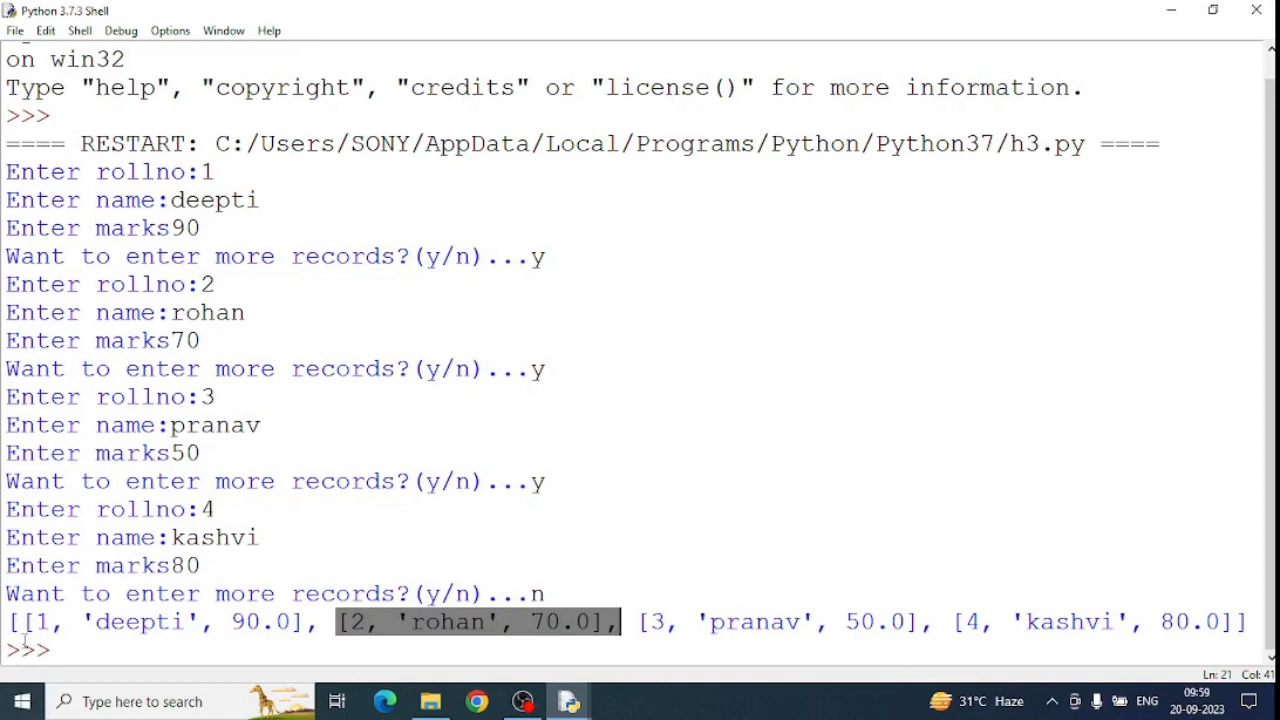 Python 3.7.3 Shell
File Edit Shell Debug Options Window Help
on win32
Type "help", "copyright", "credits" or "license()" for more information.
>>>
==== RESTART: C:/Users/SONY/AppData/Local/Programs/Python/Python37/h3.py ====
Enter rollno:1
Enter name:deepti
Enter marks90
Want to enter more records?(y/n)...y
Enter rollno:2
Enter name:rohan
Enter marks70
Want to enter more records?(y/n)...y
Enter rollno:3
Enter name:pranav
Enter marks50
Want to enter more records?(y/n)...y
Enter rollno:4
Enter name:kashvi
Enter marks80
Want to enter more records?(y/n)...n
[[1, 'deepti', 90.0], [2, 'rohan', 70.0], [3, 'pranav', 50.0], [4, 'kashvi', 80.0]]
>>>
Ln: 21 Col: 41
Type here to search
31°C Haze
ENG
09:59
20-09-2023